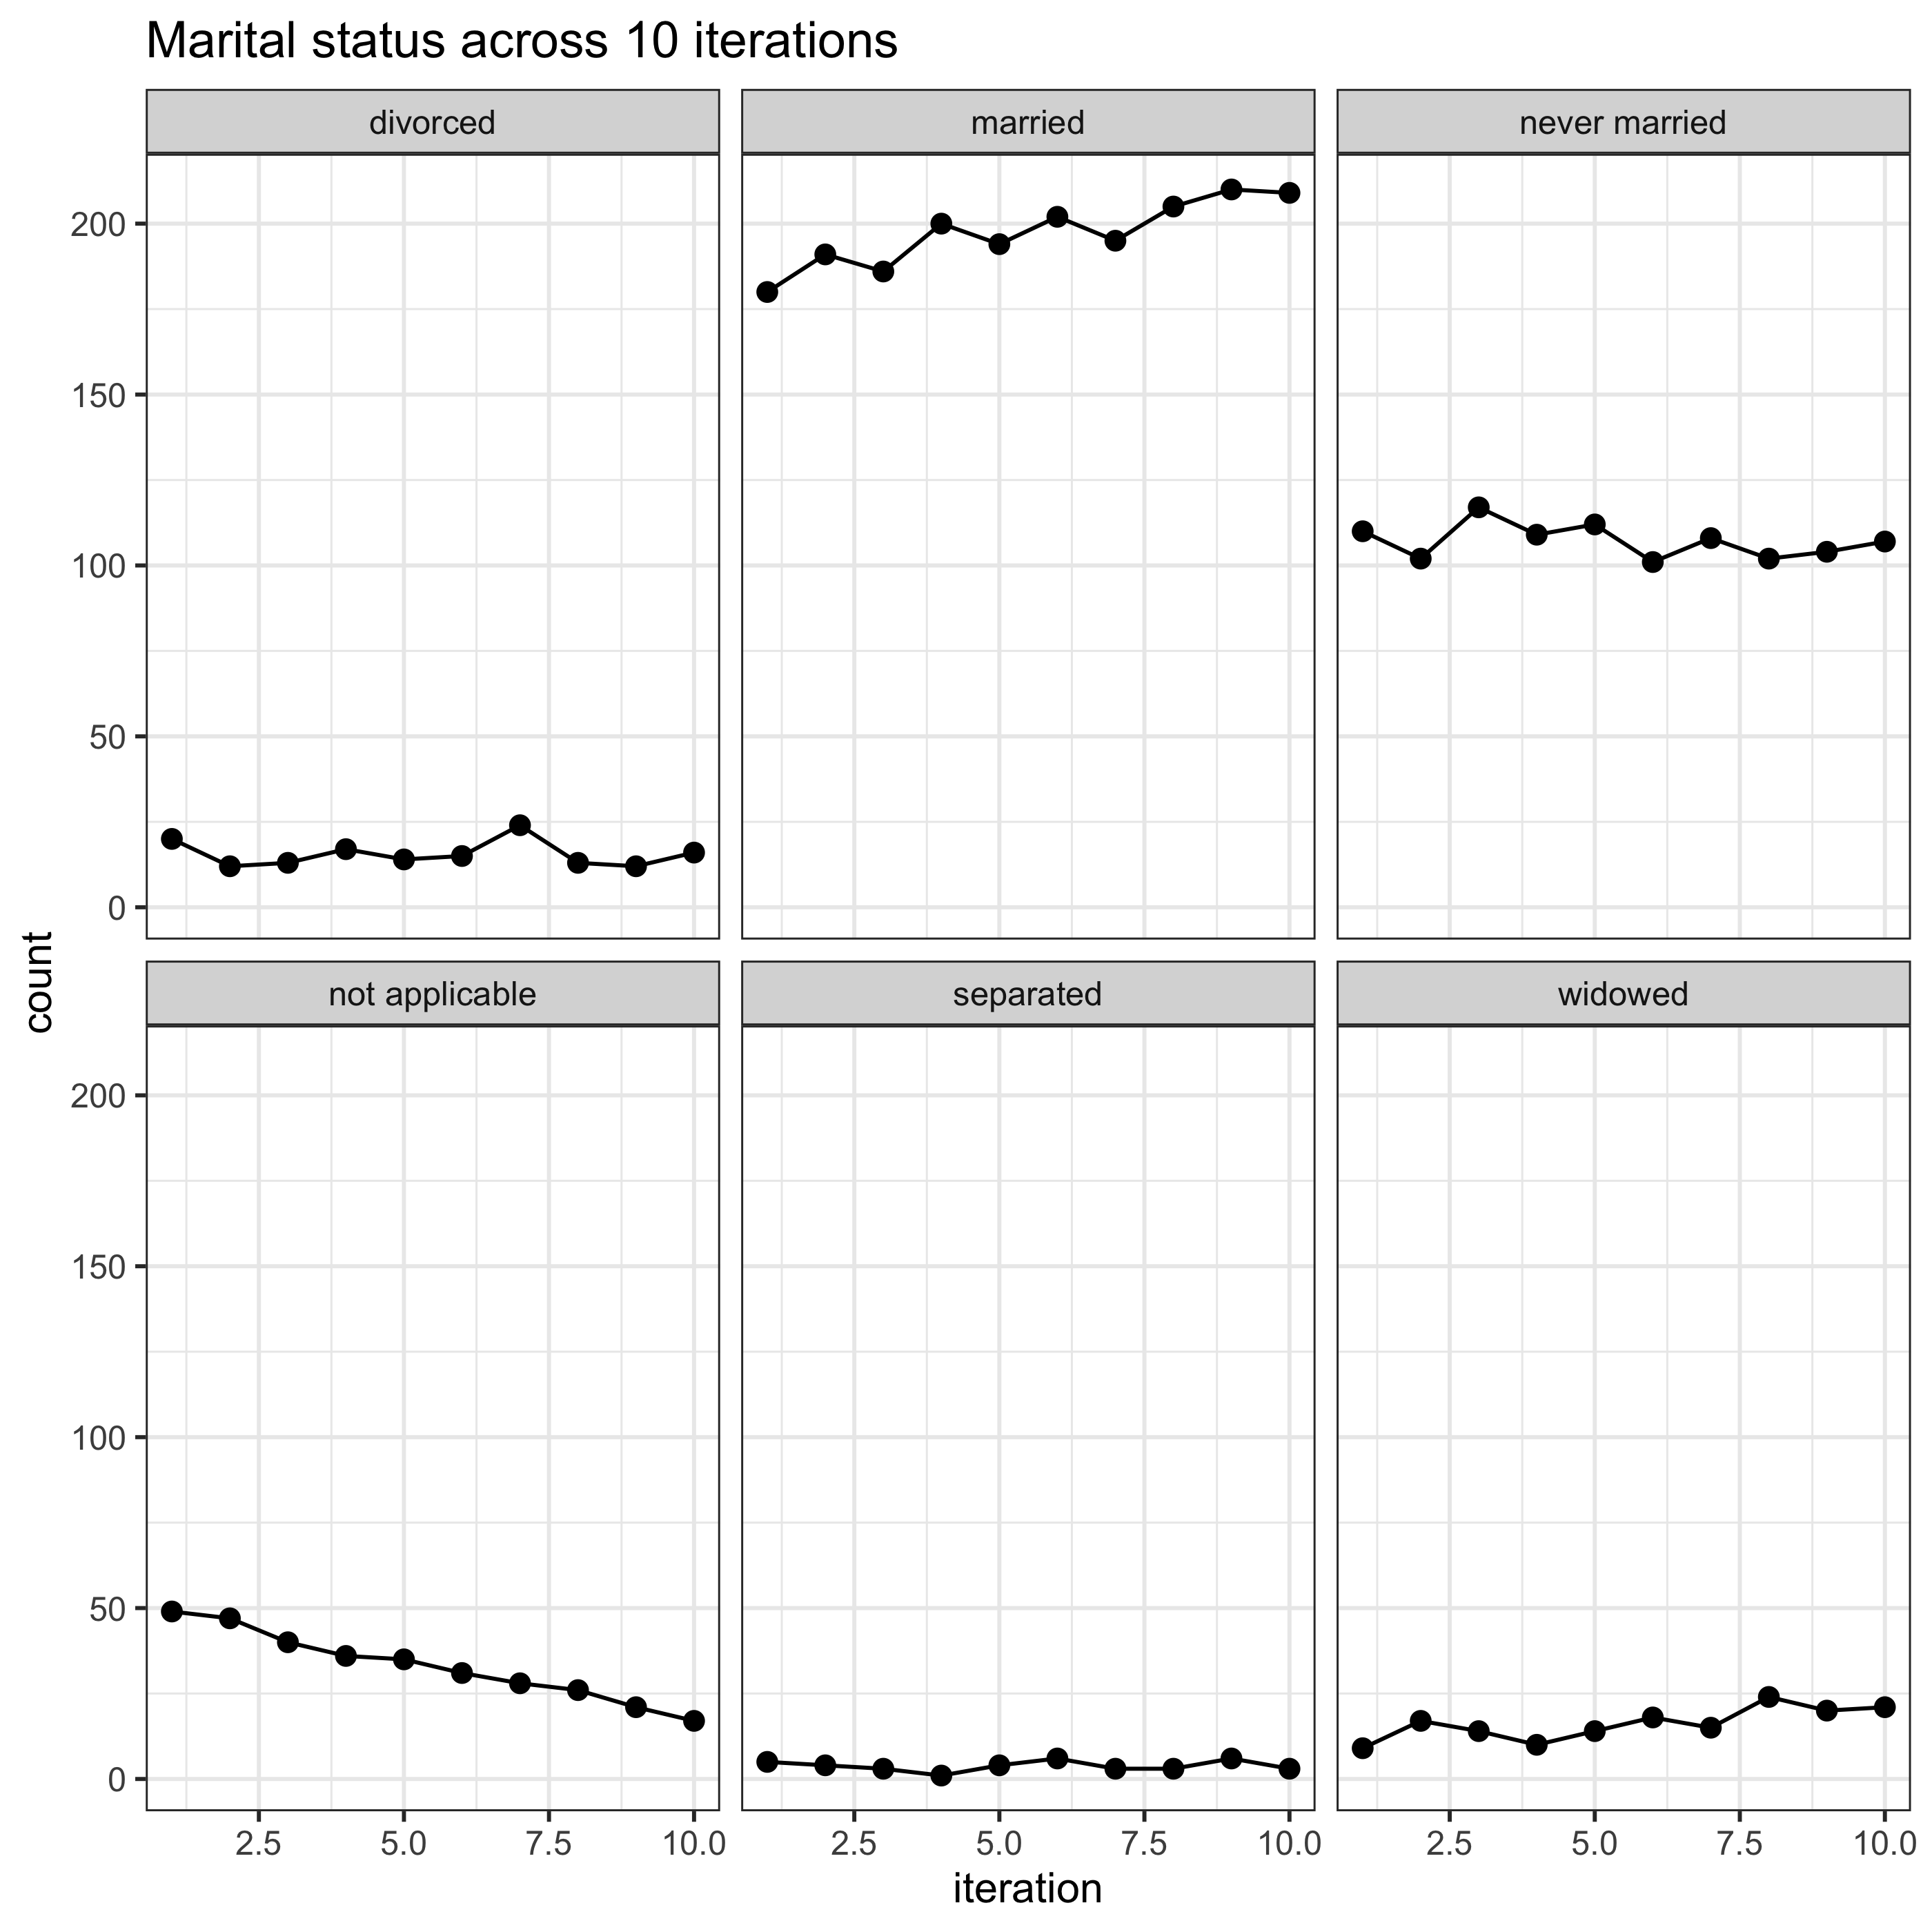 Marital status across 10 iterations
divorced
married
never married
200
150
100
50
0
count
not applicable
separated
widowed
200
150
100
50
0
2.5 5.0 7.5 10.0 2.5 5.0 7.5 10.0 2.5 5.0 7.5 10.0
iteration